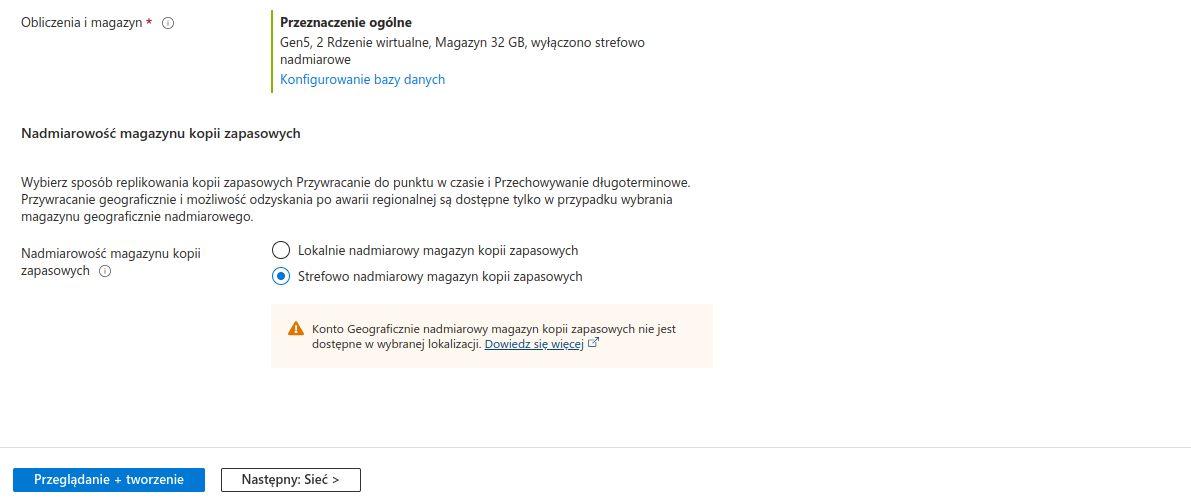 Obliczenia i magazyn *
Przeznaczenie ogólne
Gen5, 2 Rdzenie wirtualne, Magazyn 32 GB, wyłączono strefowo
nadmiarowe
Konfigurowanie bazy danych
Nadmiarowość magazynu kopii zapasowych
Wybierz sposób replikowania kopii zapasowych Przywracanie do punktu w czasie i Przechowywanie długoterminowe.
Przywracanie geograficznie i możliwość odzyskania po awarii regionalnej są dostępne tylko w przypadku wybrania
magazynu geograficznie nadmiarowego.
Nadmiarowość magazynu kopii
zapasowych
Lokalnie nadmiarowy magazyn kopii zapasowych
Strefowo nadmiarowy magazyn kopii zapasowych
Konto Geograficznie nadmiarowy magazyn kopii zapasowych nie jest
dostępne w wybranej lokalizacji. Dowiedz się więcej
Przeglądanie + tworzenie
Następny: Sieć >